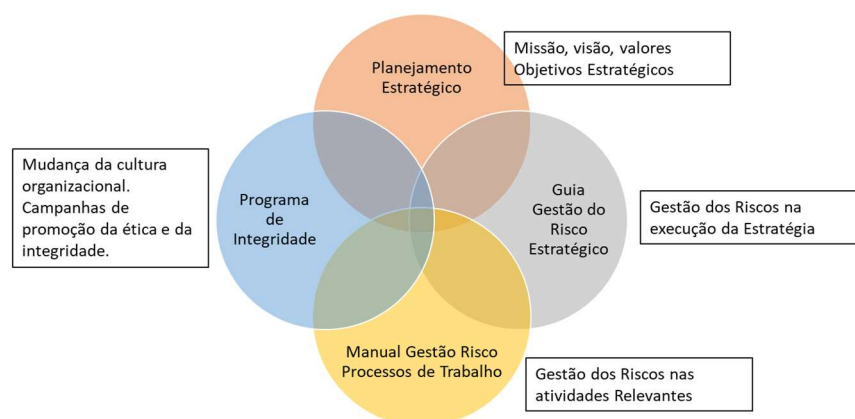 Planejamento
Estratégico
Missão, visão, valores
Objetivos Estratégicos
Mudança da cultura
organizacional.
Campanhas de
promoção da ética e da
integridade.
Programa
de
Integridade
Guia
Gestão do
Risco
Estratégico
Gestão dos Riscos na
execução da Estratégia
Manual Gestão Risco
Processos de Trabalho
Gestão dos Riscos nas
atividades Relevantes